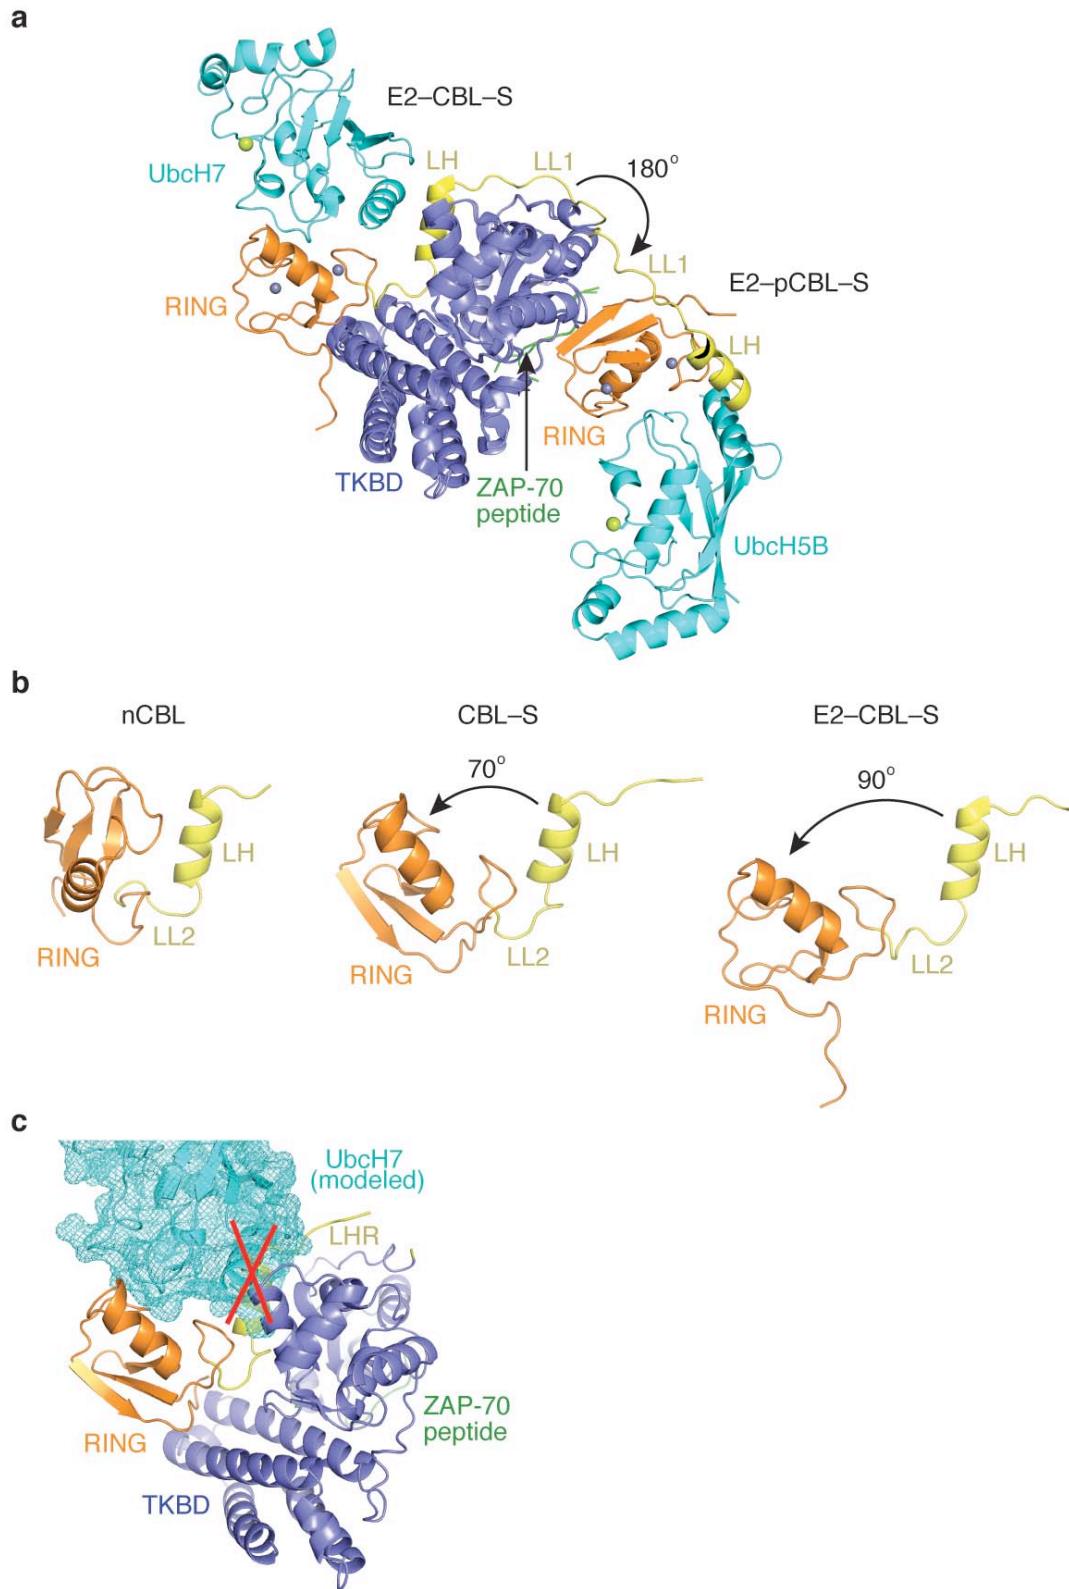 a
E2–CBL–S
UbcH7
LH
LL1
180°
LL1
E2–pCBL–S
RING
LH
RING
TKBD
ZAP-70
peptide
UbcH5B
b
nCBL
CBL–S
E2–CBL–S
70°
90°
LH
LH
LH
LL2
LL2
LL2
RING
RING
RING
c
UbcH7
(modeled)
LHR
ZAP-70
peptide
RING
TKBD